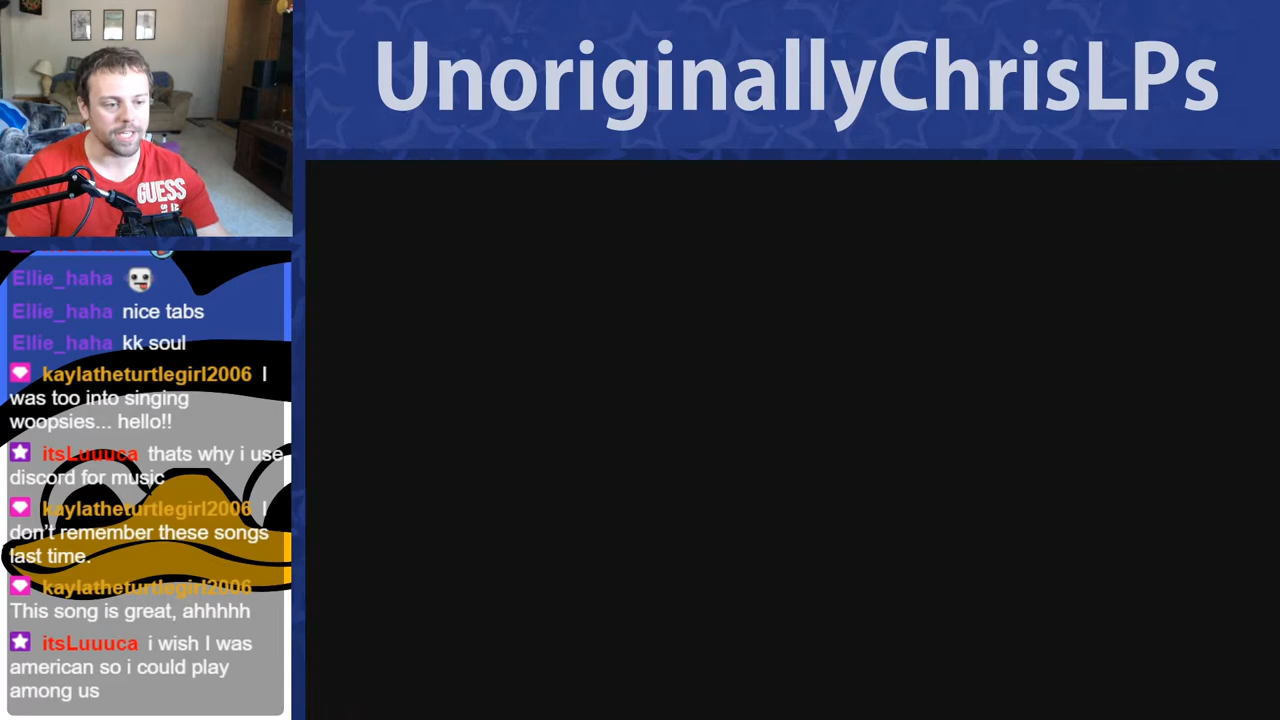 UnoriginallyChrisLPs
GUESS
Ellie_haha
Ellie_haha nice tabs
Ellie_haha kk soul
kaylatheturtlegirl2006 I
was too into singing
woopsies... hello!!
itsLuuuca thats why i use
discord for music
kaylatheturtlegirl2006 I
don't remember these songs
last time.
kaylatheturtlegirl2006
This song is great, ahhhhh
itsLuuuca i wish I was
american so i could play
among us